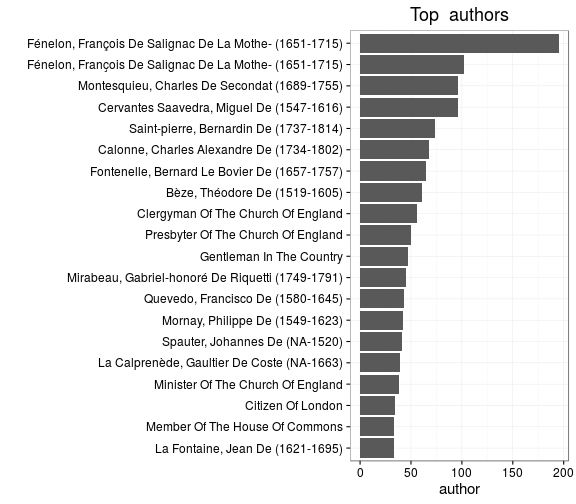 Top authors
Fénelon, François De Salignac De La Mothe- (1651-1715)
Fénelon, François De Salignac De La Mothe- (1651-1715)
Montesquieu, Charles De Secondat (1689-1755)
Cervantes Saavedra, Miguel De (1547-1616)
Saint-pierre, Bernardin De (1737-1814)
Calonne, Charles Alexandre De (1734-1802)
Fontenelle, Bernard Le Bovier De (1657-1757)
Bèze, Théodore De (1519-1605)
Clergyman Of The Church Of England
Presbyter Of The Church Of England
Gentleman In The Country
Mirabeau, Gabriel-honoré De Riquetti (1749-1791)
Quevedo, Francisco De (1580-1645)
Mornay, Philippe De (1549-1623)
Spauter, Johannes De (NA-1520)
La Calprenède, Gaultier De Coste (NA-1663)
Minister Of The Church Of England
Citizen Of London
Member Of The House Of Commons
La Fontaine, Jean De (1621-1695)
0 50 100 150 200
author